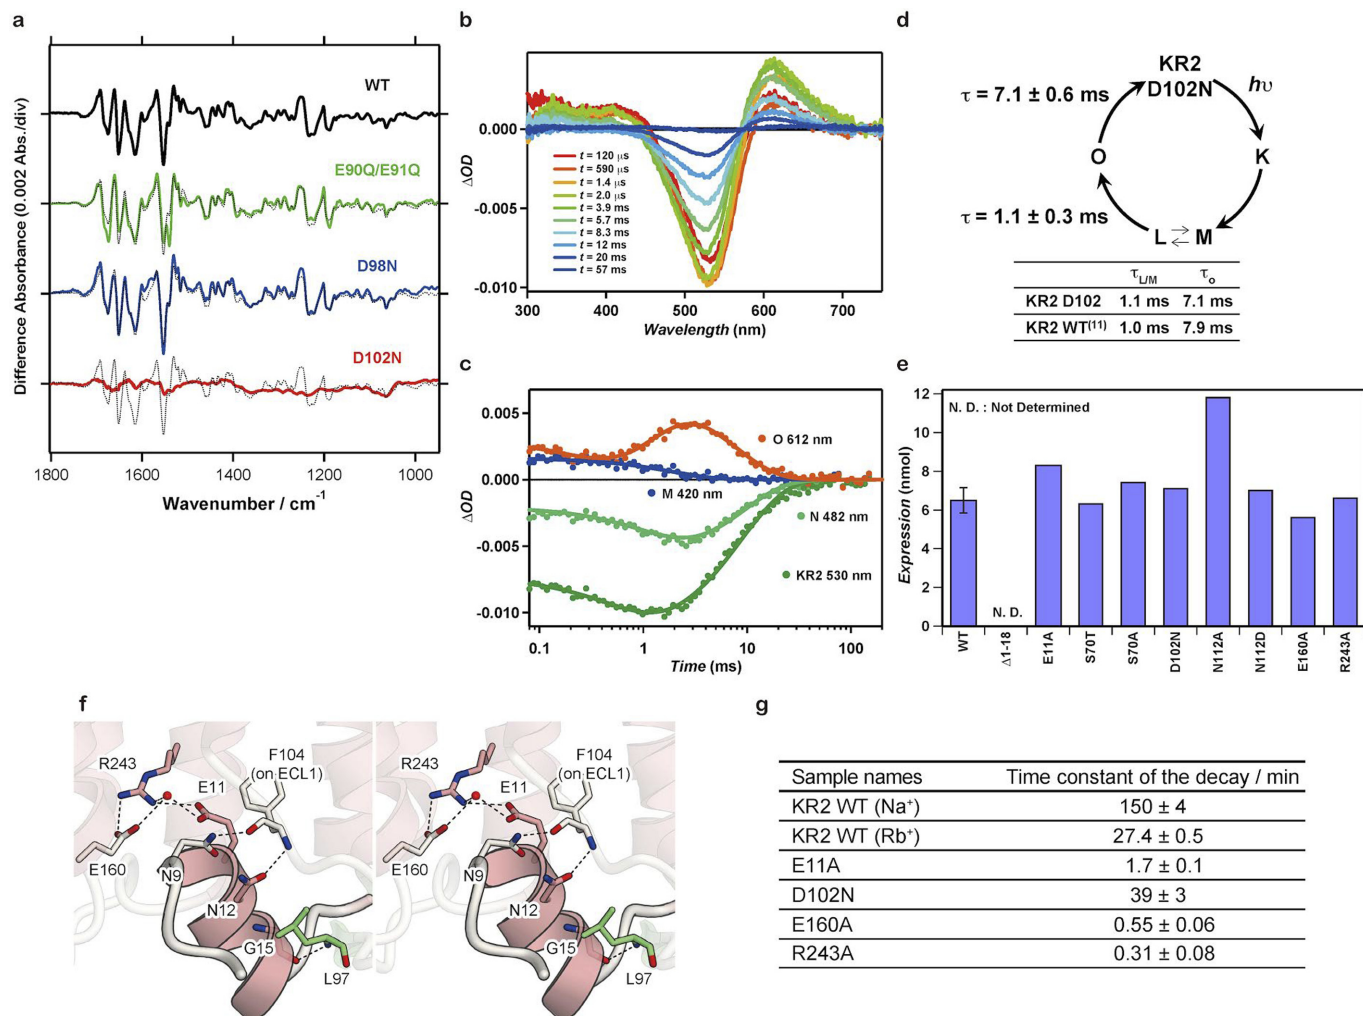 a
Difference Absorbance (0.002 Abs./div)
WT
E90Q/E91Q
D98N
D102N
1800 1600 1400 1200 1000
Wavenumber / cm⁻¹
b
ΔOD
0.000
-0.005
-0.010
t = 120 μs
t = 590 μs
t = 1.4 μs
t = 2.0 μs
t = 3.9 ms
t = 5.7 ms
t = 8.3 ms
t = 12 ms
t = 20 ms
t = 57 ms
300 400 500 600 700
Wavelength (nm)
c
ΔOD
0.005
0.000
-0.005
-0.010
O 612 nm
M 420 nm
N 482 nm
KR2 530 nm
0.1 1 10 100
Time (ms)
d
KR2
D102N
hυ
τ = 7.1 ± 0.6 ms
O
K
τ = 1.1 ± 0.3 ms
L ⇄ M
τL/M τo
KR2 D102 1.1 ms 7.1 ms
KR2 WT(11) 1.0 ms 7.9 ms
e
Expression (nmol)
12
10
8
6
4
2
0
N. D. : Not Determined
N. D.
WT
Δ1-18
E11A
S70T
S70A
D102N
N112A
N112D
E160A
R243A
f
R243
F104
(on ECL1)
E11
E160
N9
N12
G15
L97
R243
F104
(on ECL1)
E11
E160
N9
N12
G15
L97
g
Sample names Time constant of the decay / min
KR2 WT (Na⁺) 150 ± 4
KR2 WT (Rb⁺) 27.4 ± 0.5
E11A 1.7 ± 0.1
D102N 39 ± 3
E160A 0.55 ± 0.06
R243A 0.31 ± 0.08